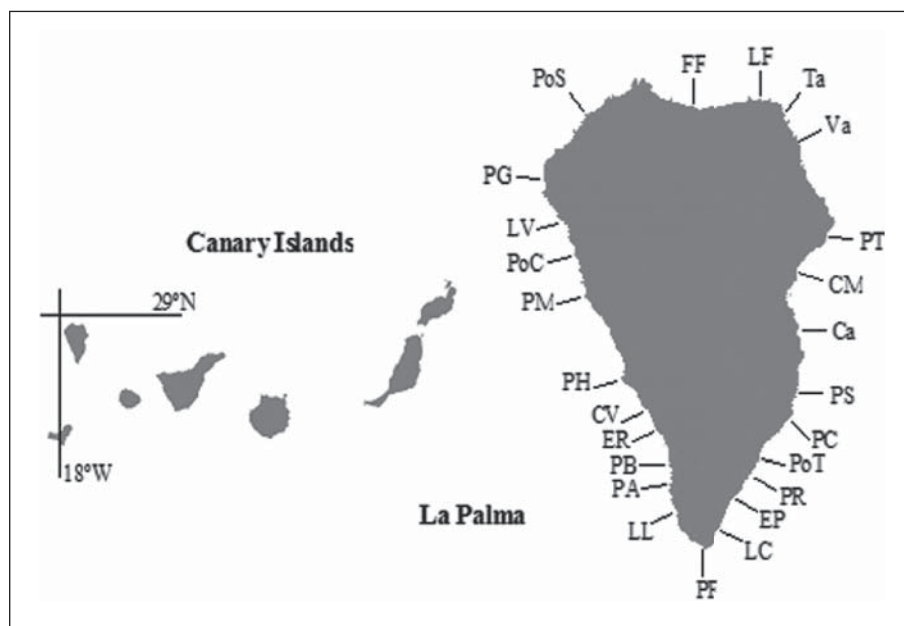 Canary Islands
29°N
18°W
La Palma
PoS
FF
LF
Ta
Va
PG
LV
PT
PoC
CM
PM
Ca
PH
PS
CV
PC
ER
PoT
PB
PR
PA
EP
LL
LC
PF